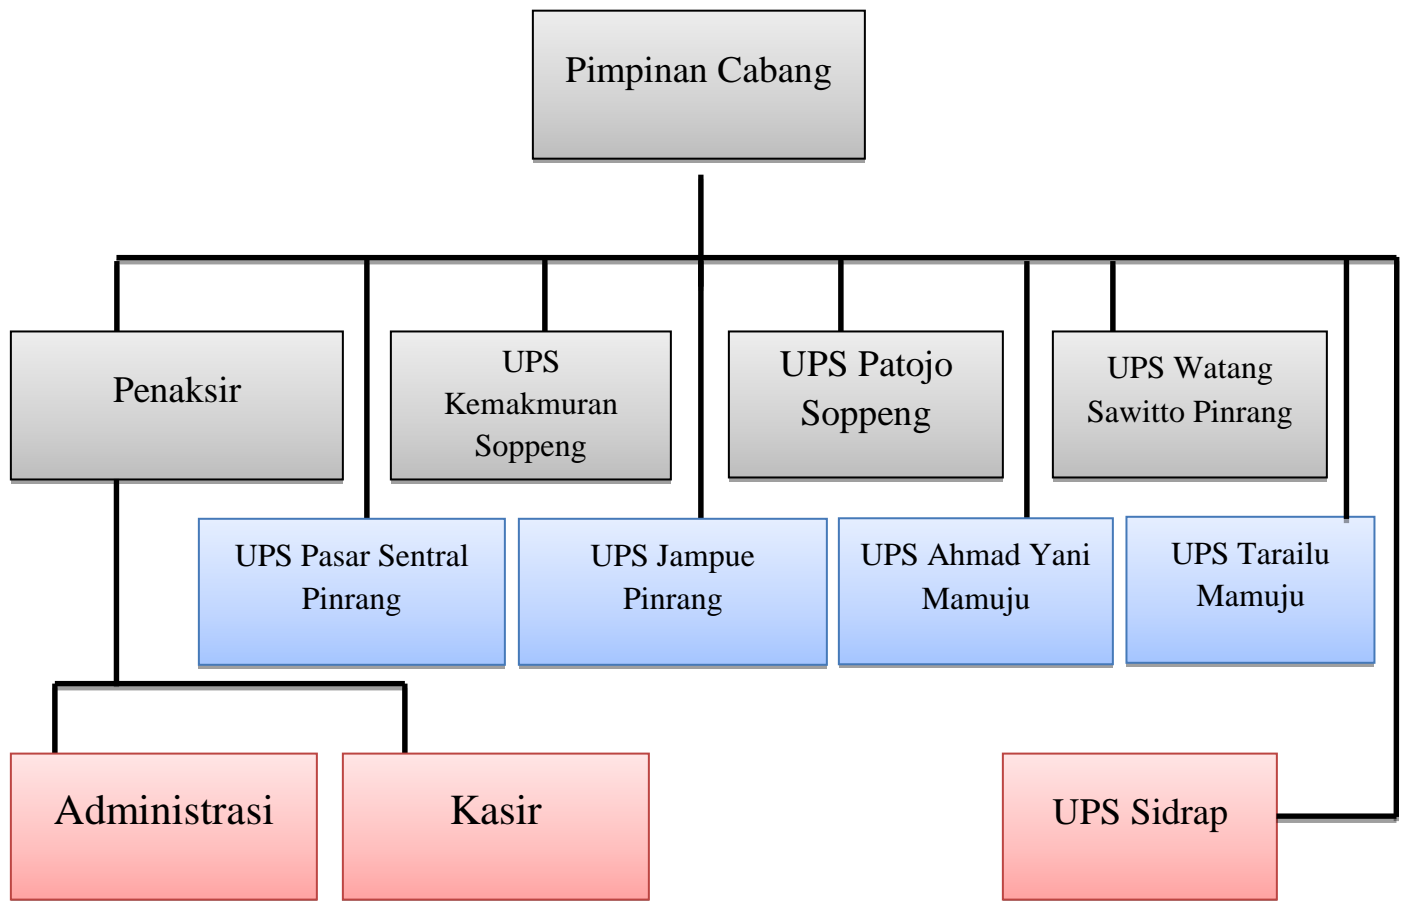 Pimpinan Cabang
Penaksir
UPS
Kemakmuran
Soppeng
UPS Patojo
Soppeng
UPS Watang
Sawitto Pinrang
UPS Pasar Sentral
Pinrang
UPS Jampue
Pinrang
UPS Ahmad Yani
Mamuju
UPS Tarailu
Mamuju
Administrasi
Kasir
UPS Sidrap